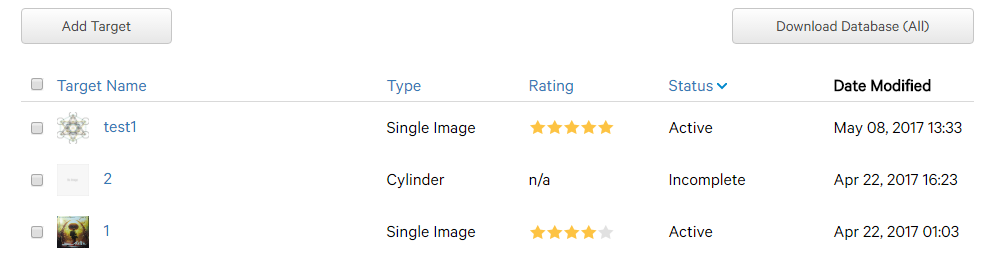 Add Target Download Database (All)
Target Name Type Rating Status Date Modified
test1 Single Image Active May 08, 2017 13:33
2 Cylinder n/a Incomplete Apr 22, 2017 16:23
1 Single Image Active Apr 22, 2017 01:03